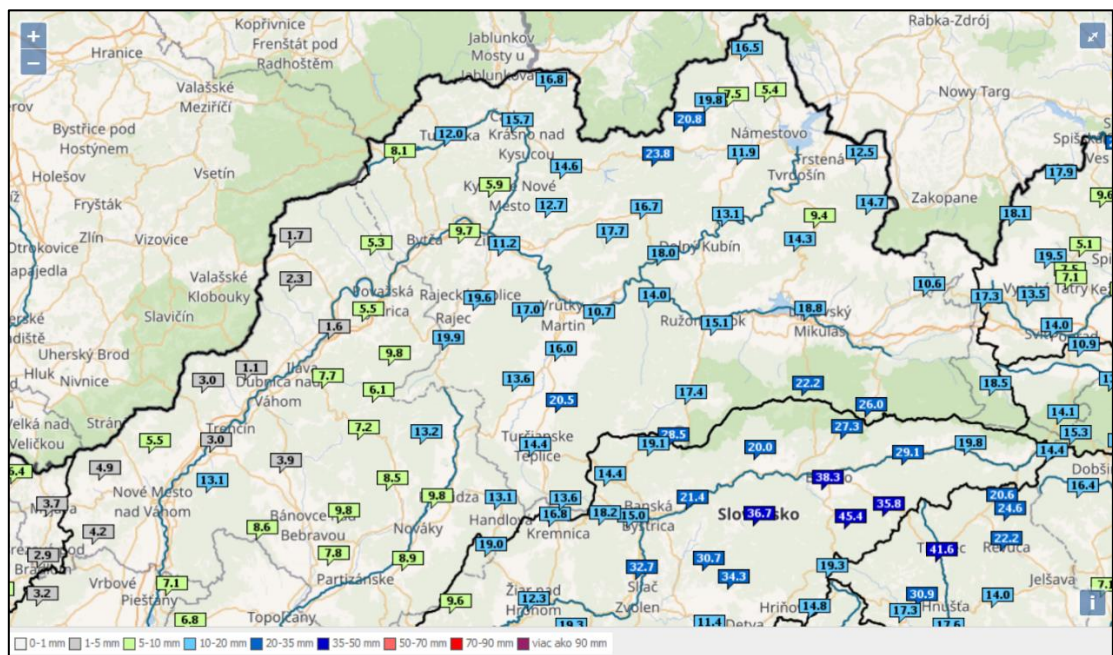 +
−
Kopřivnice
Frenštát pod
Radhoštěm
Hranice
Jablunkov
Mosty u
Jablunkova
Rabka-Zdrój
16.5
16.8
7.5
5.4
19.8
Valašské
Meziříčí
Nowy Targ
Bystřice pod
Hostýnem
15.7
20.8
12.0
Krásno nad
Kysucou
Námestovo
8.1
23.8
11.9
Trstená
12.5
Holešov
Vsetín
14.6
Tvrdošín
17.9
5.9
Nové
Mesto
Zakopane
14.7
Fryšták
12.7
16.7
13.1
9.4
18.1
Zlín
Vizovice
1.7
5.3
Bytča
9.7
11.2
17.7
14.3
5.1
Otrokovice
Dolný Kubín
18.0
19.5
7.1
Valašské
Klobouky
2.3
Považská
10.6
17.3
13.5
Slavičín
5.5
19.6
17.0
Vrútky
Martin
10.7
14.0
18.8
Rajec
1.6
19.9
15.1
Mikuláš
14.0
Uherský Brod
16.0
10.9
Hluk
Nivnice
1.1
9.8
3.0
Ilava
Dubnica nad
Váhom
7.7
6.1
13.6
20.5
17.4
22.2
18.5
26.0
14.1
5.5
Trenčín
3.0
7.2
13.2
28.5
27.3
15.3
4.9
3.9
Turčianske
Teplice
14.4
19.1
20.0
29.1
19.8
14.4
13.1
8.5
14.4
38.3
16.4
Nové Mesto
nad Váhom
9.8
13.1
Handlová
13.6
21.4
20.6
3.7
9.8
16.8
18.2
15.0
Banská
Bystrica
36.7
Slovensko
45.4
35.8
24.6
4.2
8.6
Bánovce nad
Bebravou
Nováky
Kremnica
19.0
22.2
Revúca
2.9
7.8
8.9
30.7
41.6
Vrbové
Piešťany
7.1
Partizánske
32.7
Sliač
34.3
19.3
Jelšava
3.2
6.8
Topoľčany
9.6
Žiar nad
Hronom
12.3
Zvolen
19.3
Detva
11.4
Hriňová
14.8
30.9
17.3
Hnúšťa
17.6
14.0
i
0-1 mm 1-5 mm 5-10 mm 10-20 mm 20-35 mm 35-50 mm 50-70 mm 70-90 mm viac ako 90 mm